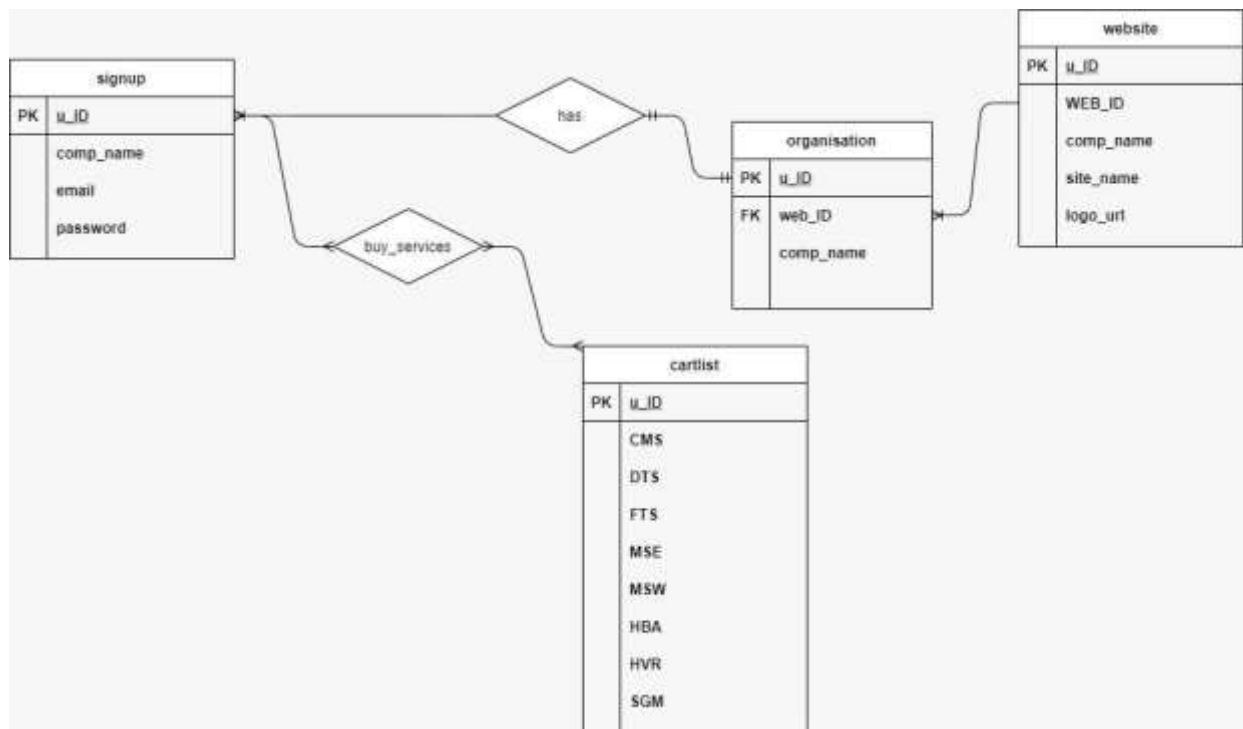 signup
PK u_ID
comp_name
email
password
has
buy_services
organisation
PK u_ID
FK web_ID
comp_name
website
PK u_ID
WEB_ID
comp_name
site_name
logo_url
cartlist
PK u_ID
CMS
DTS
FTS
MSE
MSW
HBA
HVR
SGM